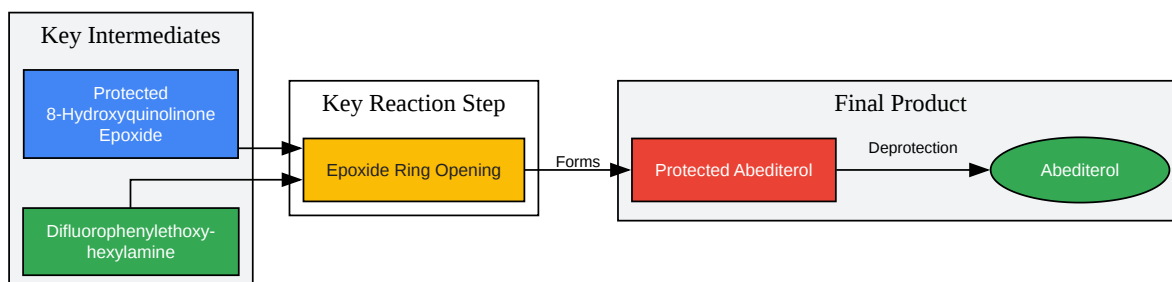 Key Intermediates
Protected
8-Hydroxyquinolinone
Epoxide
Difluorophenylethoxy-
hexylamine
Key Reaction Step
Epoxide Ring Opening
Forms
Final Product
Protected Abediterol
Deprotection
Abediterol